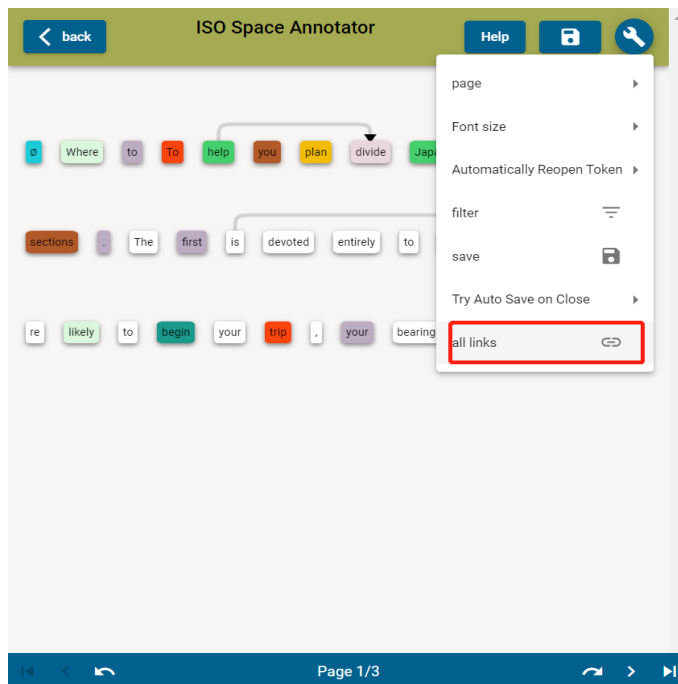 back
ISO Space Annotator
Help
page
Font size
Automatically Reopen Token
filter
save
Try Auto Save on Close
all links
ø Where to To help you plan divide Japa
sections . The first is devoted entirely to
re likely to begin your trip , your bearing
Page 1/3